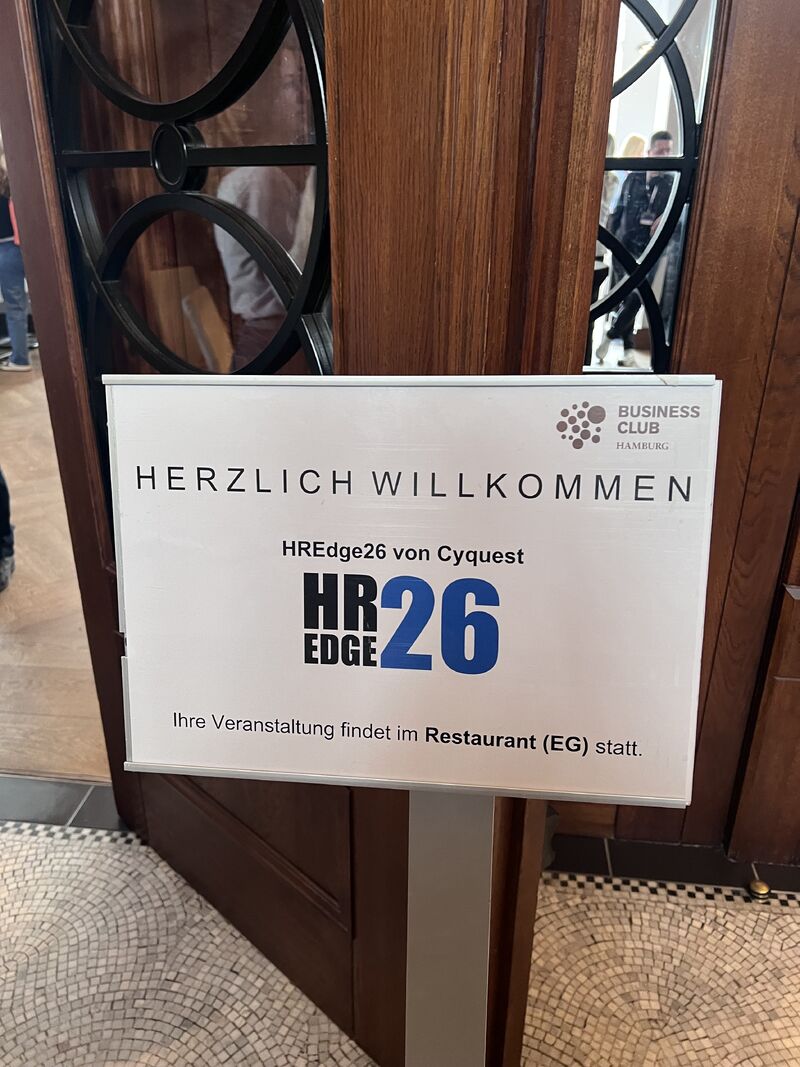 BUSINESS
CLUB
HAMBURG
HERZLICH WILLKOMMEN
HREdge26 von Cyquest
HR
EDGE
26
Ihre Veranstaltung findet im Restaurant (EG) statt.